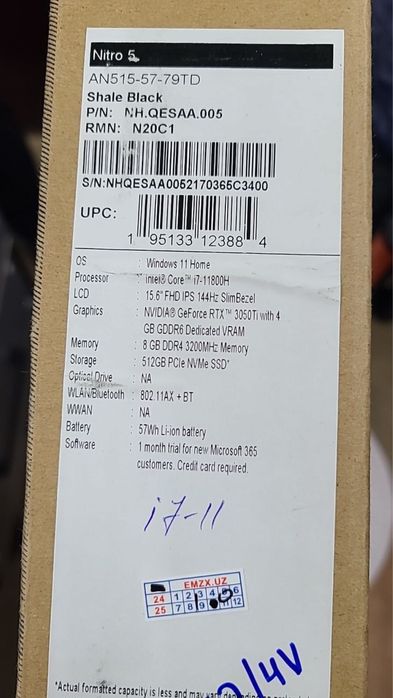 Nitro 5
AN515-57-79TD
Shale Black
P/N: NH.QESAA.005
RMN: N20C1
S/N:NHQESAA0052170365C3400
UPC:
1 95133 12388 4
OS : Windows 11 Home
Processor : Intel® Core™ i7-11800H
LCD : 15.6" FHD IPS 144Hz SlimBezel
Graphics : NVIDIA® GeForce RTX™ 3050Ti with 4
GB GDDR6 Dedicated VRAM
Memory : 8 GB DDR4 3200MHz Memory
Storage : 512GB PCIe NVMe SSD*
Optical Drive : NA
WLAN/Bluetooth : 802.11AX + BT
WWAN : NA
Battery : 57Wh Li-ion battery
Software : 1 month trial for new Microsoft 365
customers. Credit card required.
i7-11
EMZX.UZ
24 1 2 3 4 5 6
25 7 8 9 11 12
/4V
*Actual formatted capacity is less and may vary depending